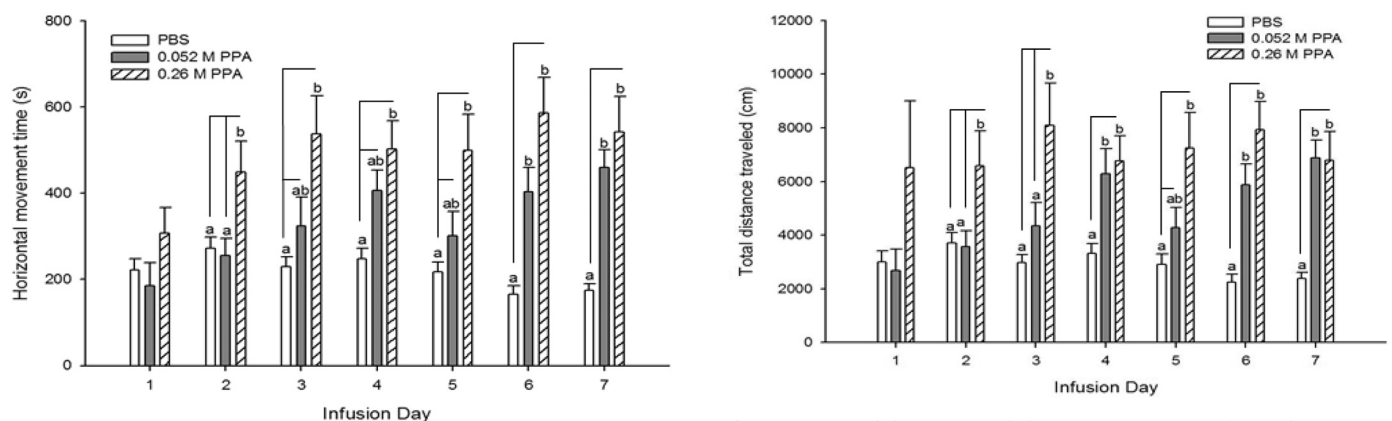 800
600
400
200
0
Horizontal movement time (s)
PBS
0.052 M PPA
0.26 M PPA
a a b
a ab b
a ab b
a ab b
a b b
a b b
1 2 3 4 5 6 7
Infusion Day
12000
10000
8000
6000
4000
2000
0
Total distance traveled (cm)
PBS
0.052 M PPA
0.26 M PPA
a a b
a a b
a b b
a ab b
a b b
a b b
1 2 3 4 5 6 7
Infusion Day